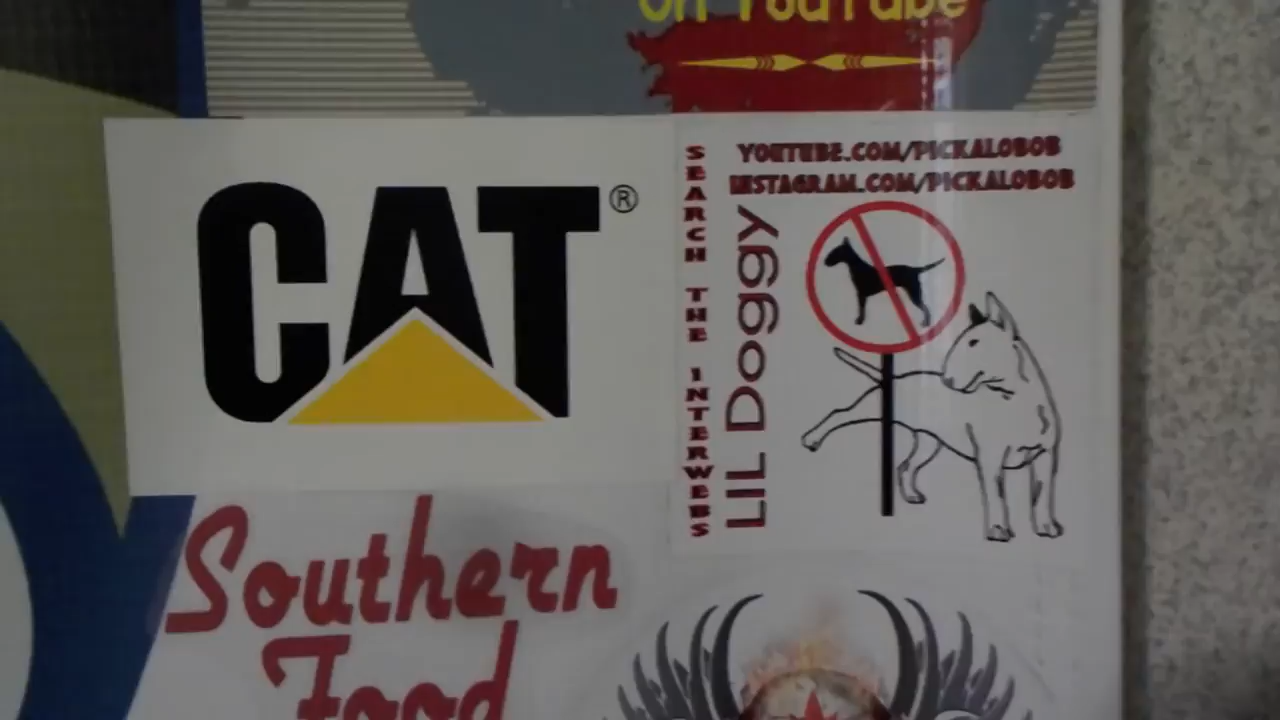 on YouTube
CAT®
SEARCH THE INTERWEBS
LIL Doggy
YOUTUBE.COM/PICKALOBOB
INSTAGRAM.COM/PICKALOBOB
Southern
Food